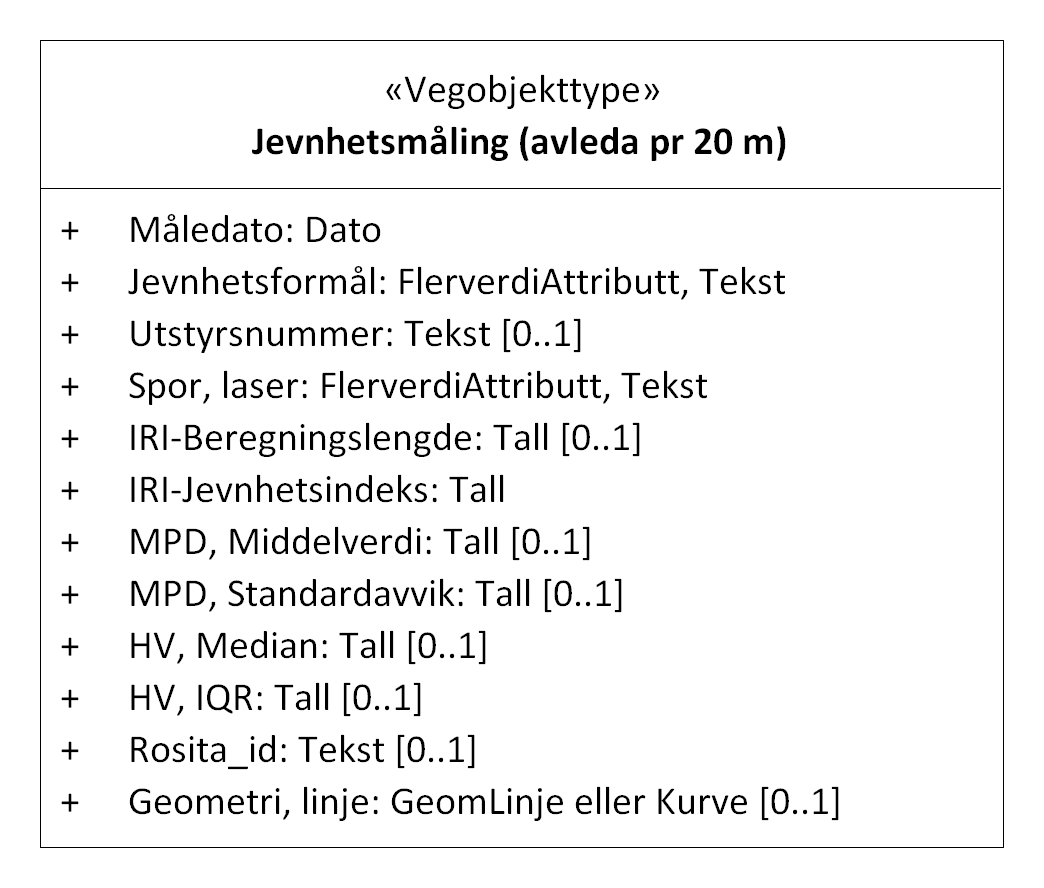 «Vegobjekttype»
Jevnhetsmåling (avleda pr 20 m)
+ Måledato: Dato
+ Jevnhetsformål: FlerverdiAttributt, Tekst
+ Utstyrsnummer: Tekst [0..1]
+ Spor, laser: FlerverdiAttributt, Tekst
+ IRI-Beregningslengde: Tall [0..1]
+ IRI-Jevnhetsindeks: Tall
+ MPD, Middelverdi: Tall [0..1]
+ MPD, Standardavvik: Tall [0..1]
+ HV, Median: Tall [0..1]
+ HV, IQR: Tall [0..1]
+ Rosita_id: Tekst [0..1]
+ Geometri, linje: GeomLinje eller Kurve [0..1]